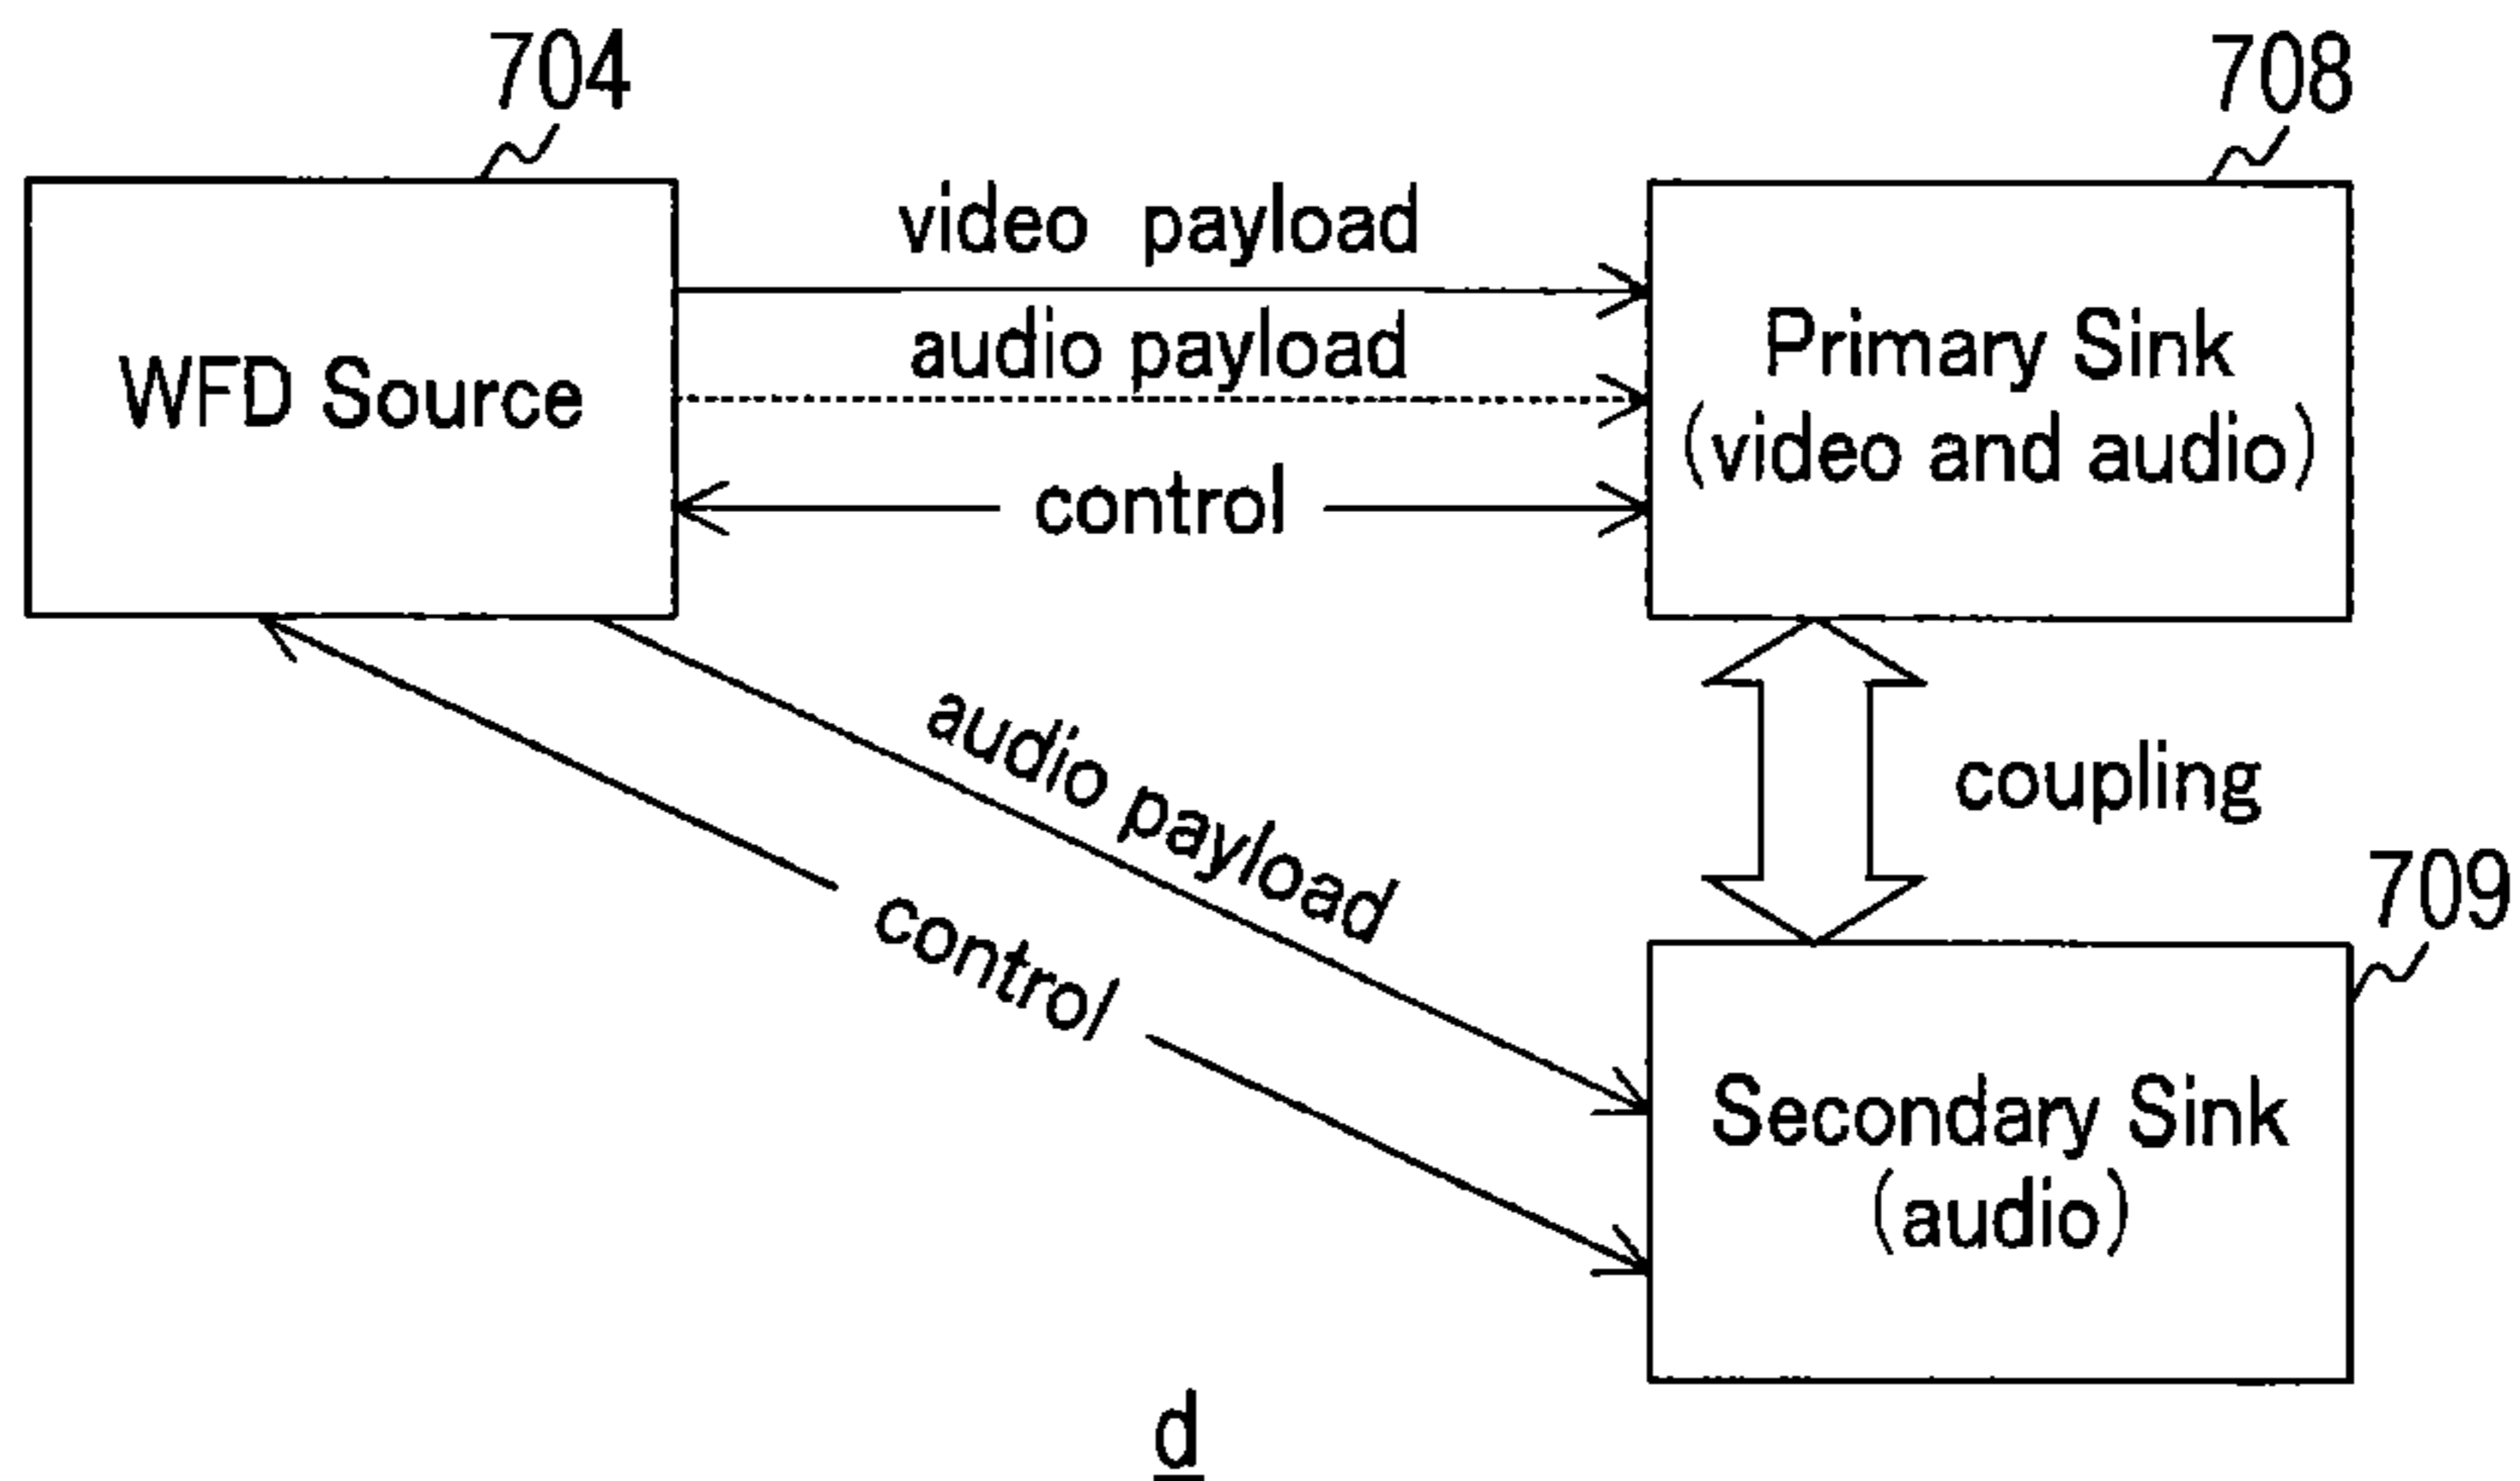 704
708
WFD Source
video payload
audio payload
control
Primary Sink
(video and audio)
audio payload
control
coupling
709
Secondary Sink
(audio)
d